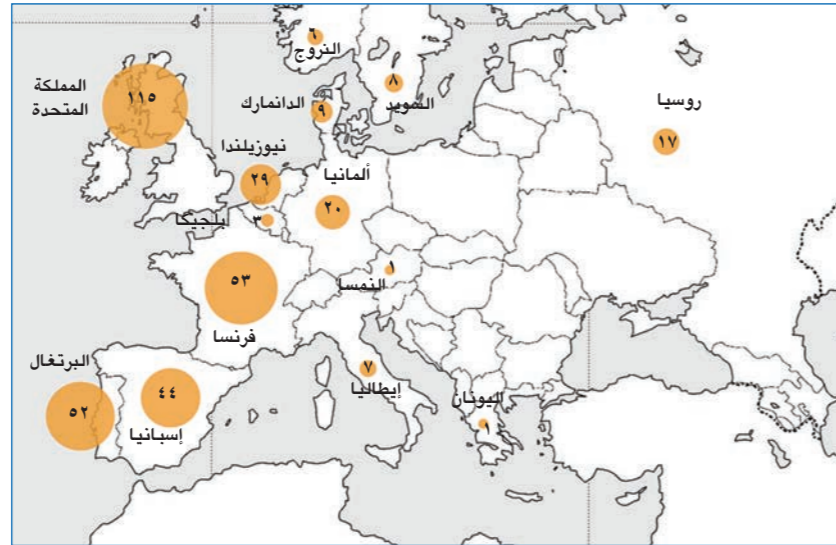 ٦
النروج
٨
السويد
المملكة
المتحدة
١١٥
الدانمارك
٩
روسيا
١٧
نيوزيلندا
٢٩
ألمانيا
٢٠
بلجيكا
٣
١
النمسا
٥٣
فرنسا
البرتغال
٥٢
٤٤
إسبانيا
٧
إيطاليا
اليونان
١